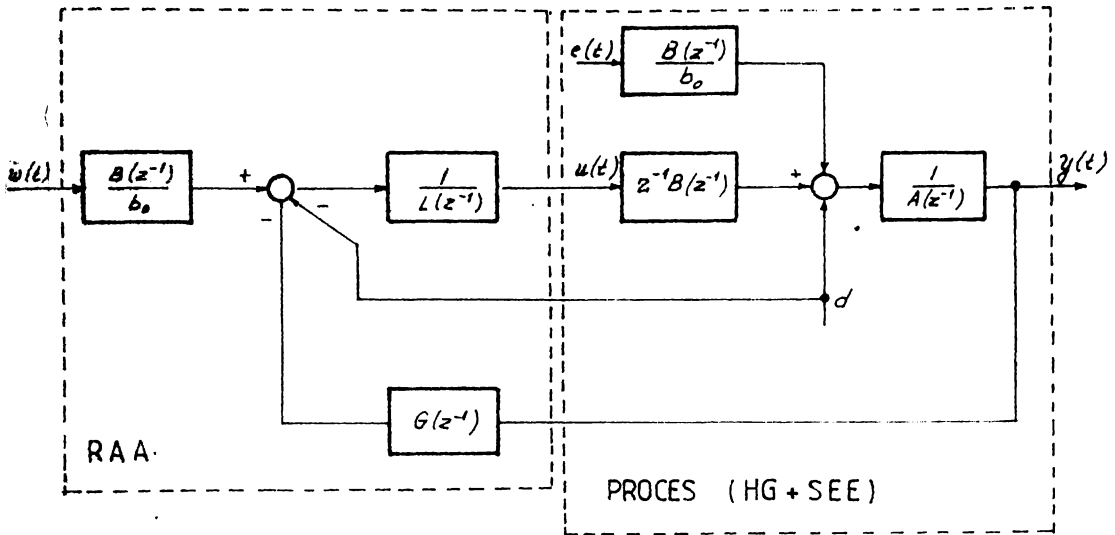 e(t)
B(z⁻¹)
b₀
w(t)
B(z⁻¹)
b₀
+
-
-
1
L(z⁻¹)
u(t)
z⁻¹B(z⁻¹)
+
1
A(z⁻¹)
y(t)
d
G(z⁻¹)
RAA.
PROCES (HG + SEE)